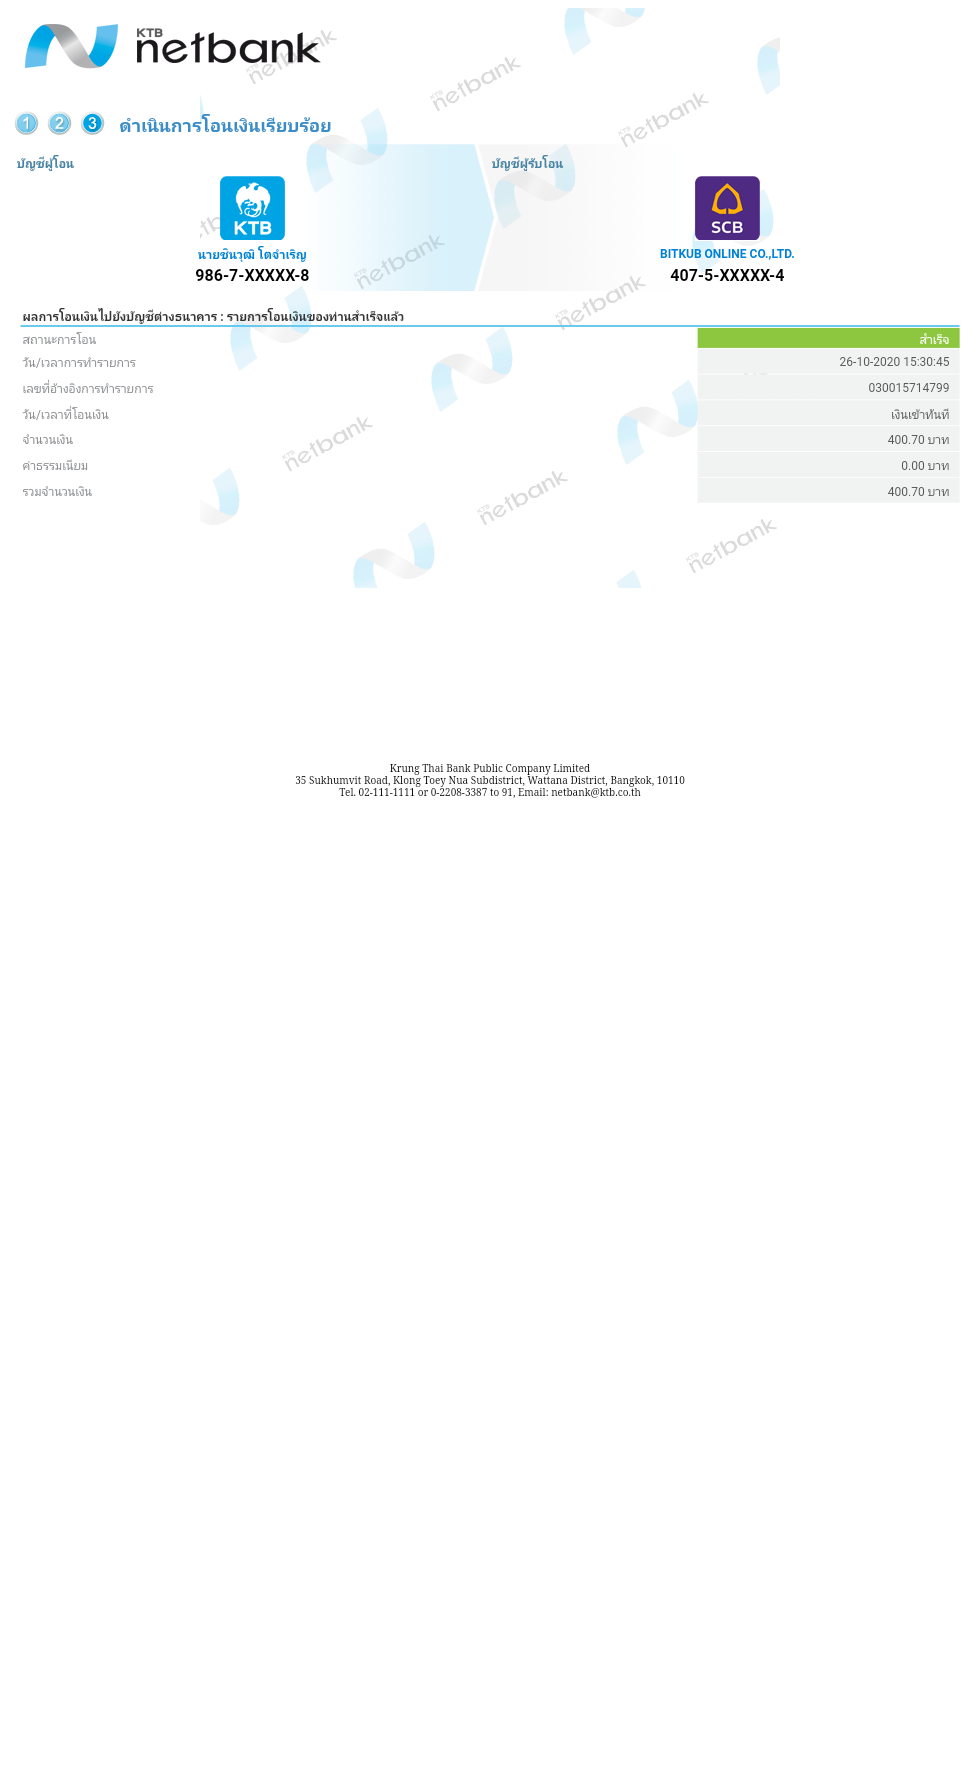 KTB
netbank
1 2 3 ดำเนินการโอนเงินเรียบร้อย
บัญชีผู้โอน
บัญชีผู้รับโอน
KTB
SCB
นายชินวุฒิ โตจำเริญ
BITKUB ONLINE CO.,LTD.
986-7-XXXXX-8
407-5-XXXXX-4
ผลการโอนเงินไปยังบัญชีต่างธนาคาร : รายการโอนเงินของท่านสำเร็จแล้ว
สถานะการโอน สำเร็จ
วัน/เวลาการทำรายการ 26-10-2020 15:30:45
เลขที่อ้างอิงการทำรายการ 030015714799
วัน/เวลาที่โอนเงิน เงินเข้าทันที
จำนวนเงิน 400.70 บาท
ค่าธรรมเนียม 0.00 บาท
รวมจำนวนเงิน 400.70 บาท
Krung Thai Bank Public Company Limited
35 Sukhumvit Road, Klong Toey Nua Subdistrict, Wattana District, Bangkok, 10110
Tel. 02-111-1111 or 0-2208-3387 to 91, Email: netbank@ktb.co.th